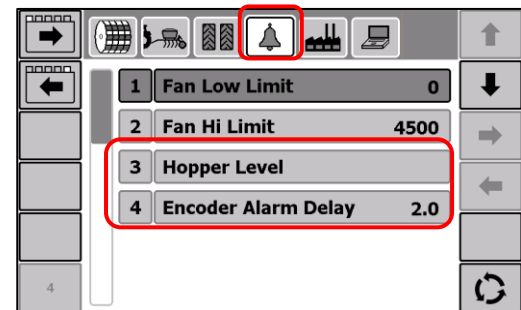 1 Fan Low Limit 0
2 Fan Hi Limit 4500
3 Hopper Level
4 Encoder Alarm Delay 2.0
4